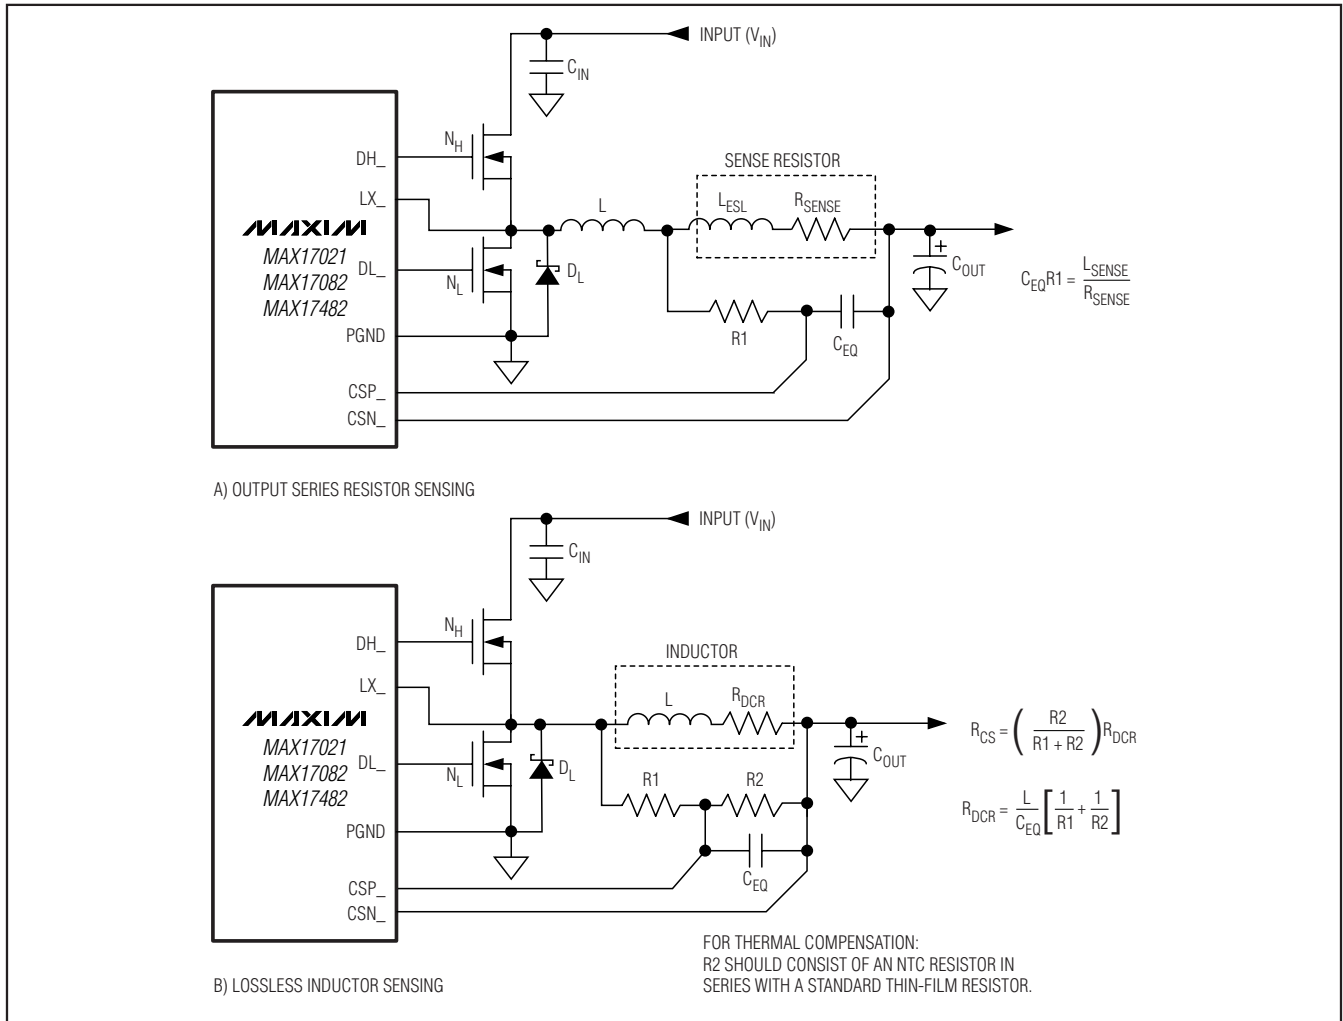 INPUT (VIN)
CIN
NH
DH_
SENSE RESISTOR
LX_
L
LESL
RSENSE
MAXIM
MAX17021
MAX17082
MAX17482
DL_
NL
DL
+
COUT
CEQR1 = LSENSE / RSENSE
PGND
R1
CEQ
CSP_
CSN_
A) OUTPUT SERIES RESISTOR SENSING
INPUT (VIN)
CIN
NH
DH_
INDUCTOR
LX_
L
RDCR
MAXIM
MAX17021
MAX17082
MAX17482
DL_
NL
DL
+
COUT
RCS = ( R2 / R1 + R2 ) RDCR
R1
R2
RDCR = L / CEQ [ 1 / R1 + 1 / R2 ]
PGND
CEQ
CSP_
CSN_
FOR THERMAL COMPENSATION:
R2 SHOULD CONSIST OF AN NTC RESISTOR IN
SERIES WITH A STANDARD THIN-FILM RESISTOR.
B) LOSSLESS INDUCTOR SENSING